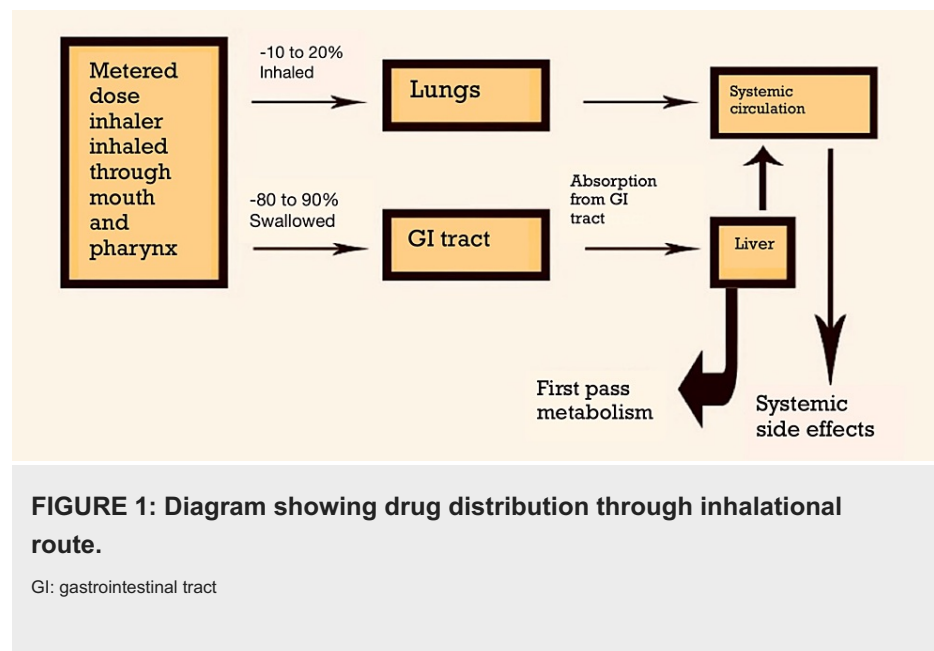 Metered
dose
inhaler
inhaled
through
mouth
and
pharynx
-10 to 20%
Inhaled
Lungs
Systemic
circulation
-80 to 90%
Swallowed
GI tract
Absorption
from GI
tract
Liver
First pass
metabolism
Systemic
side effects
FIGURE 1: Diagram showing drug distribution through inhalational
route.
GI: gastrointestinal tract